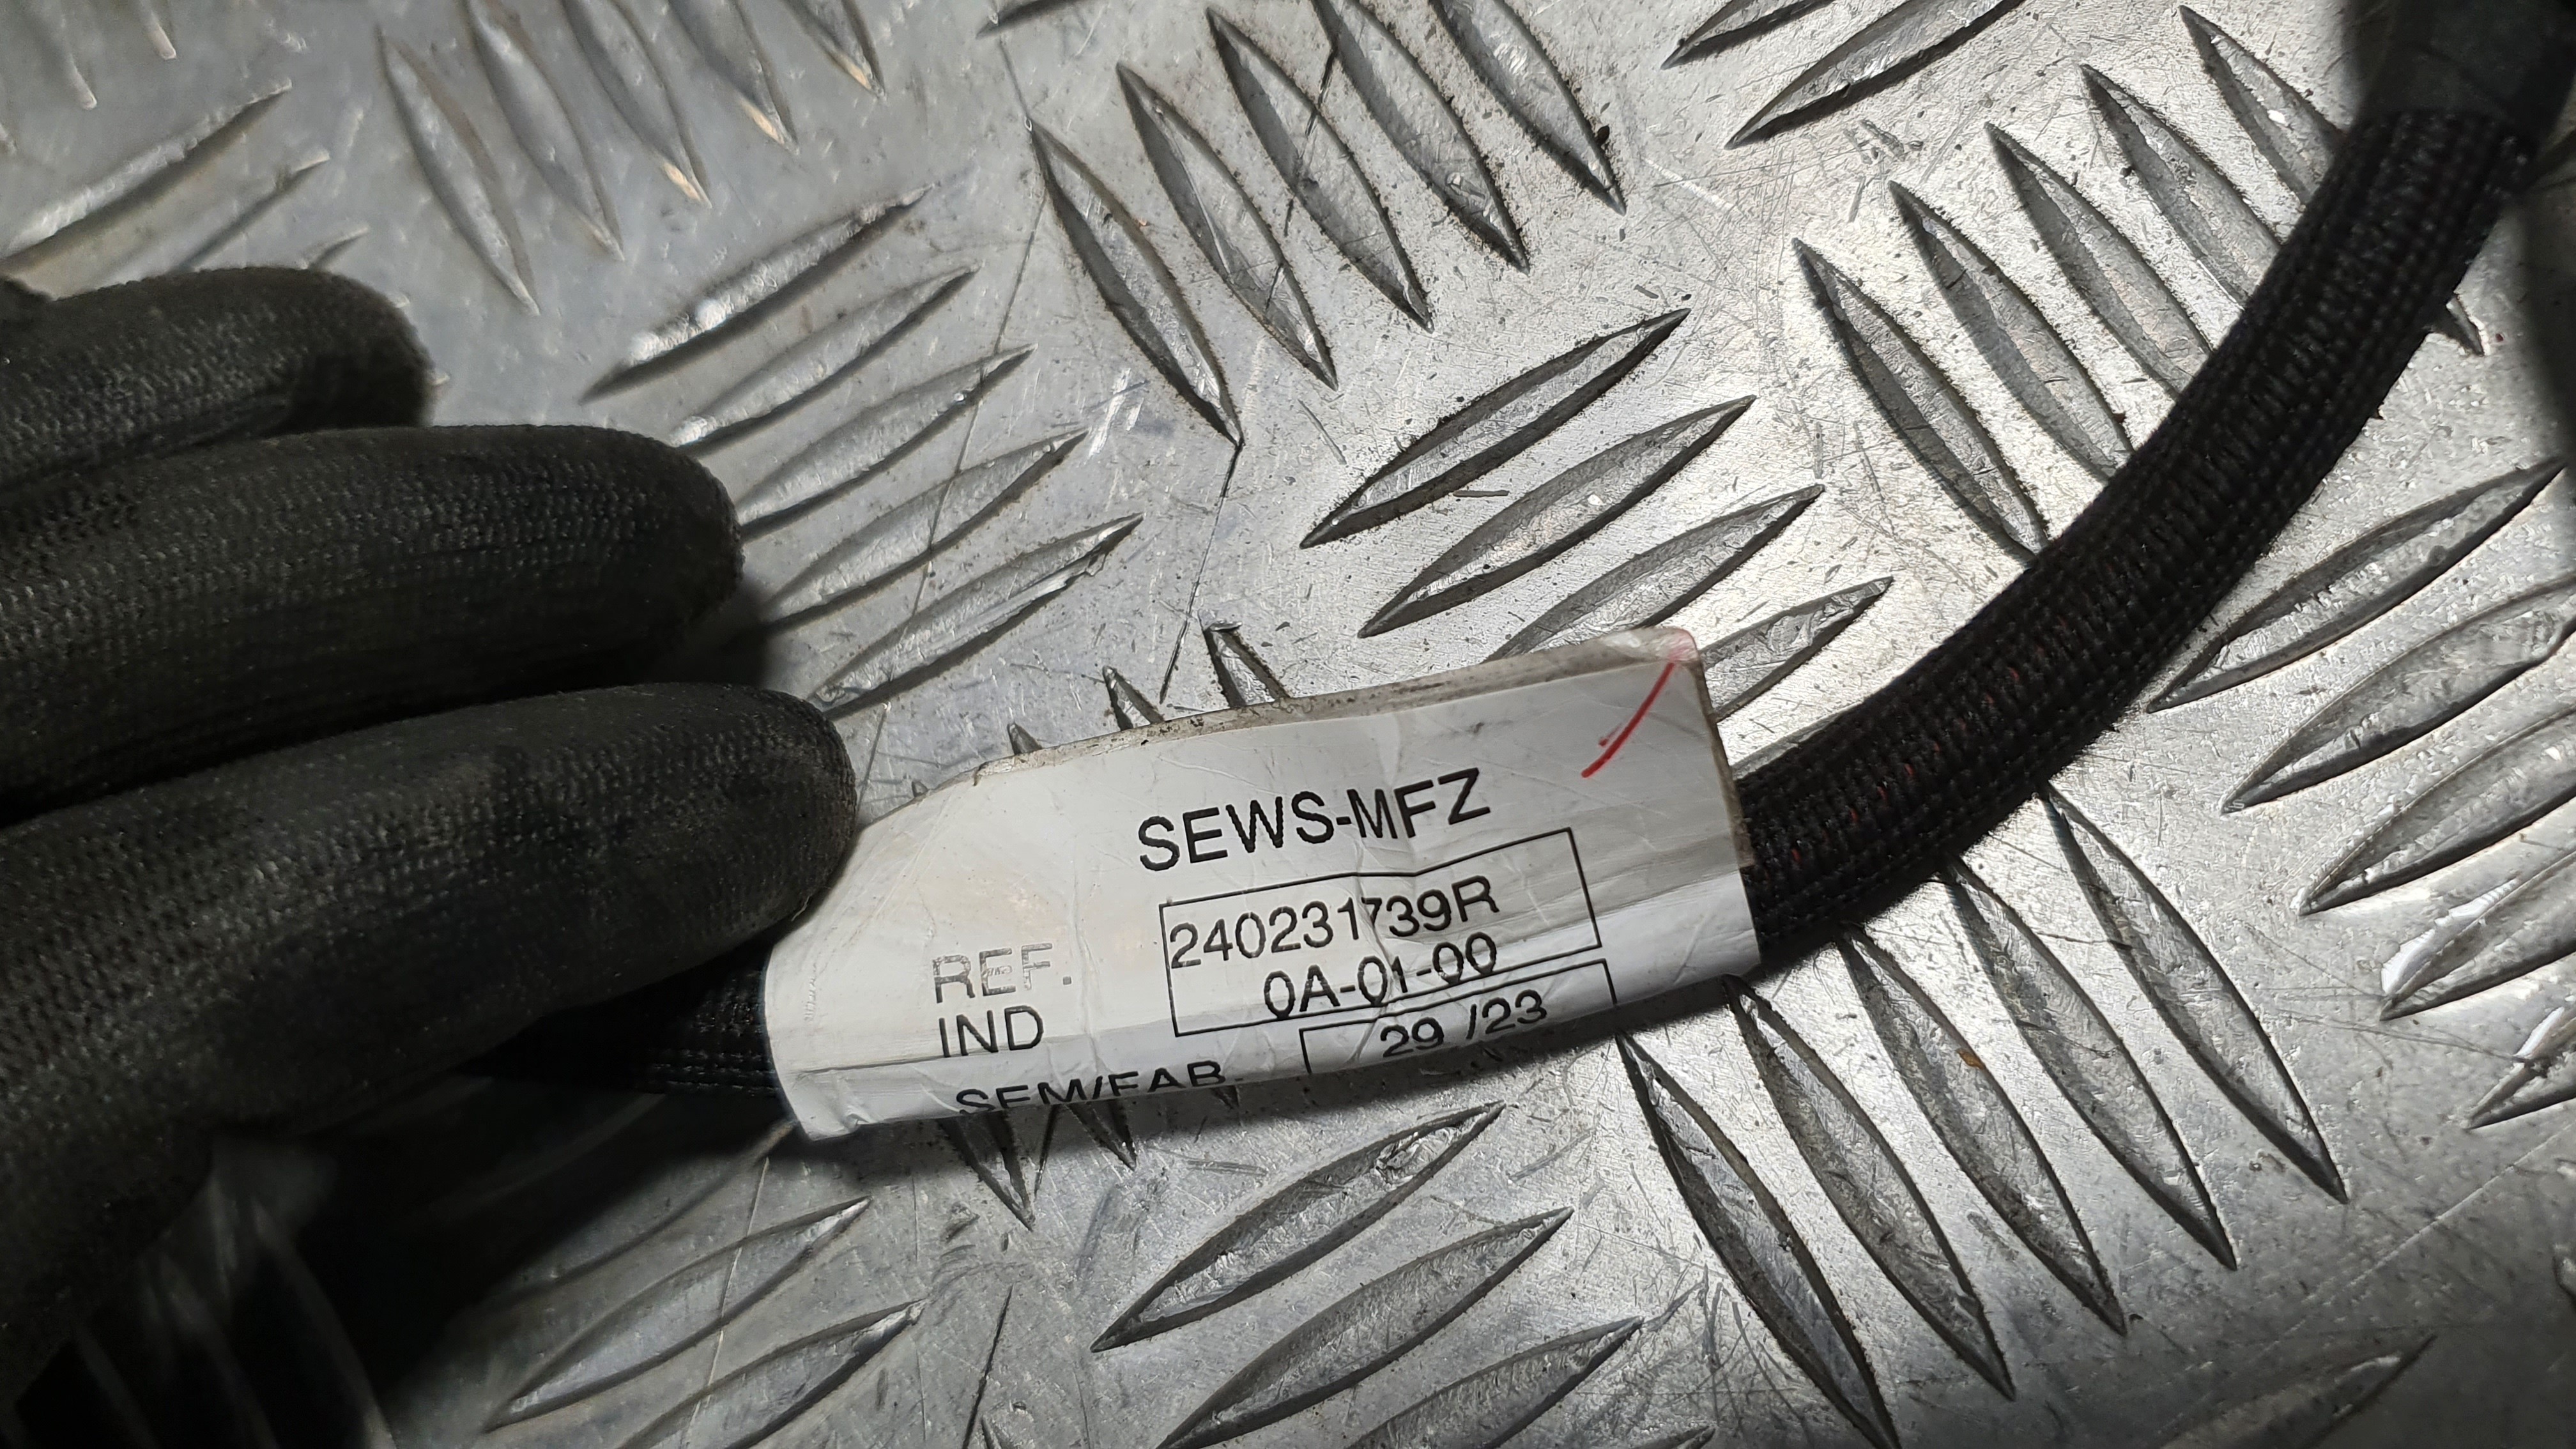 SEWS-MFZ
REF. 240231739R
IND 0A-01-00
SEM/FAB. 29 /23